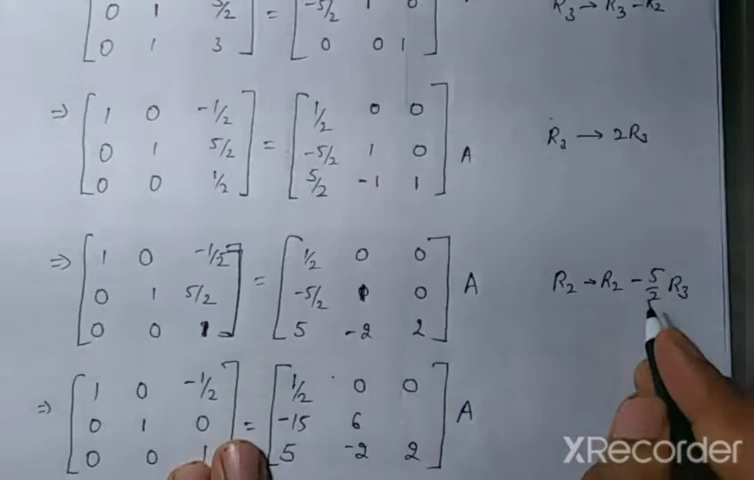 0 1 5/2 = -5/2 1 0 R3 → R3 - R2
0 1 3 0 0 1
⇒ 1 0 -1/2 1/2 0 0
0 1 5/2 = -5/2 1 0 A R3 → 2R3
0 0 1/2 5/2 -1 1
⇒ 1 0 -1/2 1/2 0 0
0 1 5/2 = -5/2 1 0 A R2 → R2 - 5/2 R3
0 0 1 5 -2 2
⇒ 1 0 -1/2 1/2 0 0
0 1 0 = -15 6 A
0 0 1 5 -2 2
XRecorder